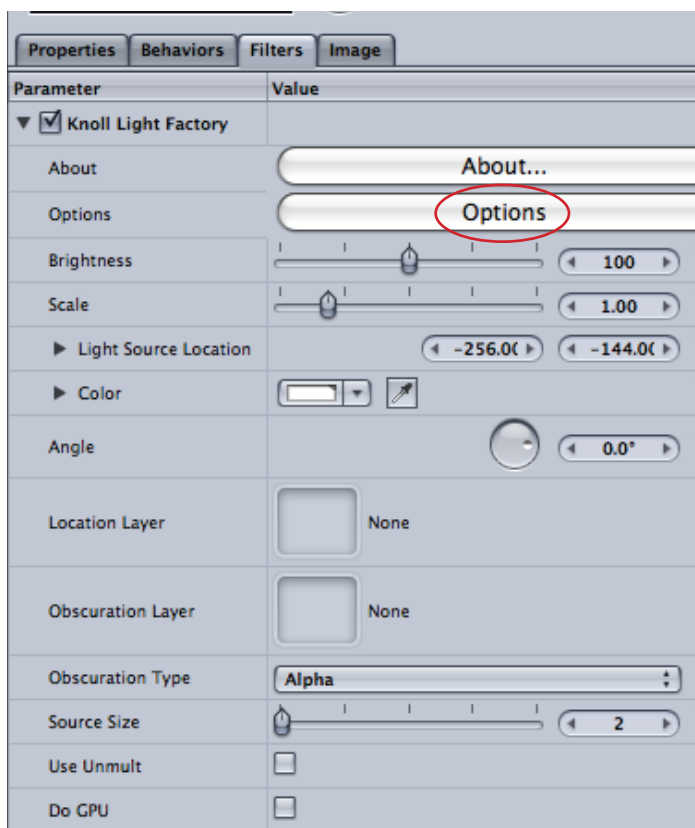 Properties Behaviors Filters Image
Parameter Value
Knoll Light Factory
About About...
Options Options
Brightness 100
Scale 1.00
Light Source Location -256.0( -144.0(
Color
Angle 0.0°
Location Layer None
Obscuration Layer None
Obscuration Type Alpha
Source Size 2
Use Unmult
Do GPU